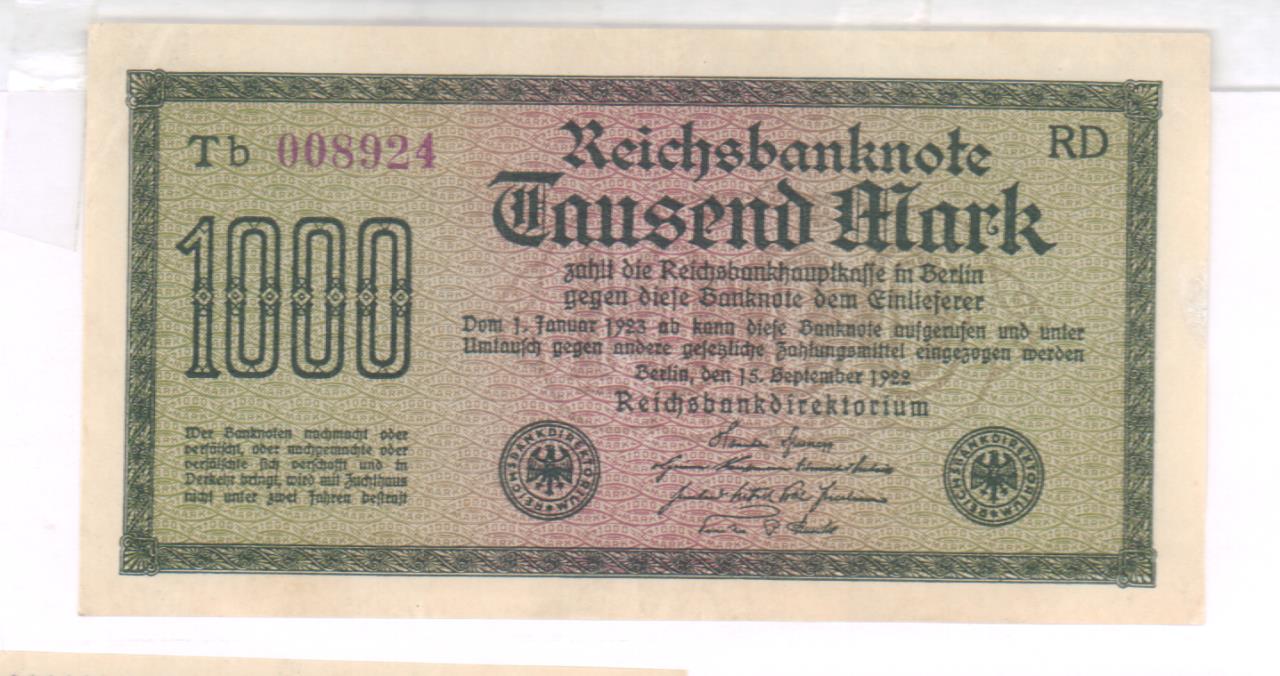 Tb 008924
Reichsbanknote
RD
Tausend Mark
1000
zahlt die Reichsbankhauptkasse in Berlin
gegen diese Banknote dem Einlieferer
Vom 1. Januar 1923 ab kann diese Banknote aufgerufen und unter
Umtausch gegen andere gesetzliche Zahlungsmittel eingezogen werden
Berlin, den 15. September 1922
Reichsbankdirektorium
Wer Banknoten nachmacht oder
verfälscht, oder nachgemachte oder
verfälschte sich verschafft und in
Verkehr bringt, wird mit Zuchthaus
nicht unter zwei Jahren bestraft
REICHSBANKDIREKTORIUM
REICHSBANKDIREKTORIUM